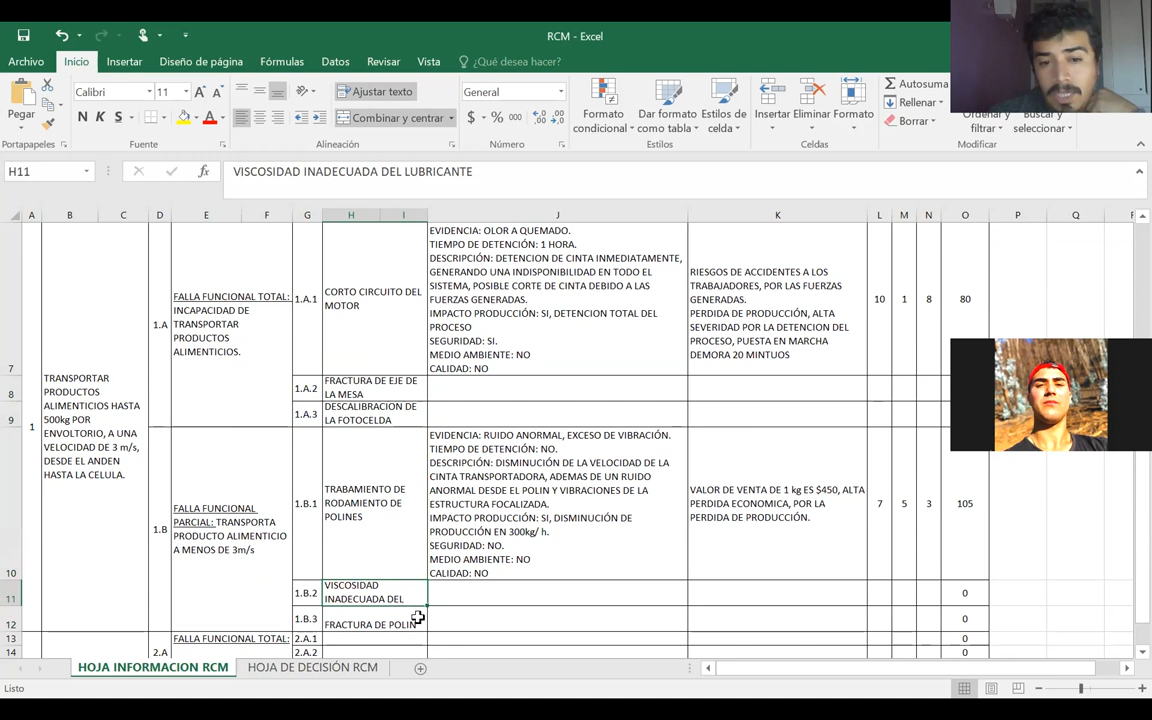 RCM - Excel
Archivo Inicio Insertar Diseño de página Fórmulas Datos Revisar Vista ¿Qué desea hacer?
Calibri 11 Ajustar texto General Autosuma
Pegar N K S Combinar y centrar $ % 000 Formato condicional Dar formato como tabla Estilos de celda Insertar Eliminar Formato Rellenar Borrar Ordenar y filtrar Buscar y seleccionar
Portapapeles Fuente Alineación Número Estilos Celdas Modificar
H11 fx VISCOSIDAD INADECUADA DEL LUBRICANTE
A B C D E F G H I J K L M N O P Q
7
1
TRANSPORTAR
PRODUCTOS
ALIMENTICIOS HASTA
500kg POR
ENVOLTORIO, A UNA
VELOCIDAD DE 3 m/s,
DESDE EL ANDEN
HASTA LA CELULA.
1.A
FALLA FUNCIONAL TOTAL:
INCAPACIDAD DE
TRANSPORTAR
PRODUCTOS
ALIMENTICIOS.
1.A.1
CORTO CIRCUITO DEL
MOTOR
EVIDENCIA: OLOR A QUEMADO.
TIEMPO DE DETENCIÓN: 1 HORA.
DESCRIPCIÓN: DETENCION DE CINTA INMEDIATAMENTE,
GENERANDO UNA INDISPONIBILIDAD EN TODO EL
SISTEMA, POSIBLE CORTE DE CINTA DEBIDO A LAS
FUERZAS GENERADAS.
IMPACTO PRODUCCIÓN: SI, DETENCION TOTAL DEL
PROCESO
SEGURIDAD: SI.
MEDIO AMBIENTE: NO
CALIDAD: NO
RIESGOS DE ACCIDENTES A LOS
TRABAJADORES, POR LAS FUERZAS
GENERADAS.
PERDIDA DE PRODUCCIÓN, ALTA
SEVERIDAD POR LA DETENCION DEL
PROCESO, PUESTA EN MARCHA
DEMORA 20 MINTUOS
10 1 8 80
8
1.A.2
FRACTURA DE EJE DE
LA MESA
9
1.A.3
DESCALIBRACION DE
LA FOTOCELDA
10
1.B
FALLA FUNCIONAL
PARCIAL: TRANSPORTA
PRODUCTO ALIMENTICIO
A MENOS DE 3m/s
1.B.1
TRABAMIENTO DE
RODAMIENTO DE
POLINES
EVIDENCIA: RUIDO ANORMAL, EXCESO DE VIBRACIÓN.
TIEMPO DE DETENCIÓN: NO.
DESCRIPCIÓN: DISMINUCIÓN DE LA VELOCIDAD DE LA
CINTA TRANSPORTADORA, ADEMAS DE UN RUIDO
ANORMAL DESDE EL POLIN Y VIBRACIONES DE LA
ESTRUCTURA FOCALIZADA.
IMPACTO PRODUCCIÓN: SI, DISMINUCIÓN DE
PRODUCCIÓN EN 300kg/ h.
SEGURIDAD: NO.
MEDIO AMBIENTE: NO
CALIDAD: NO
VALOR DE VENTA DE 1 kg ES $450, ALTA
PERDIDA ECONOMICA, POR LA
PERDIDA DE PRODUCCIÓN.
7 5 3 105
11
1.B.2
VISCOSIDAD
INADECUADA DEL
0
12
1.B.3
FRACTURA DE POLIN
0
13 FALLA FUNCIONAL TOTAL: 2.A.1 0
14 2.A 2.A.2 0
HOJA INFORMACION RCM HOJA DE DECISIÓN RCM
Listo